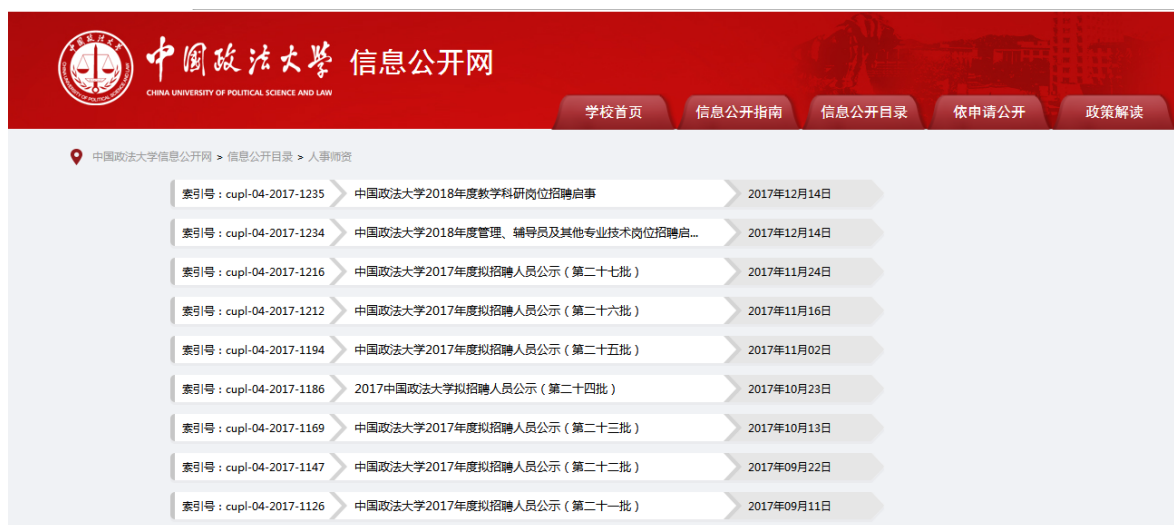 中国政法大学 信息公开网
CHINA UNIVERSITY OF POLITICAL SCIENCE AND LAW
学校首页 信息公开指南 信息公开目录 依申请公开 政策解读
中国政法大学信息公开网 > 信息公开目录 > 人事师资
索引号：cupl-04-2017-1235 中国政法大学2018年度教学科研岗位招聘启事 2017年12月14日
索引号：cupl-04-2017-1234 中国政法大学2018年度管理、辅导员及其他专业技术岗位招聘启... 2017年12月14日
索引号：cupl-04-2017-1216 中国政法大学2017年度拟招聘人员公示（第二十七批） 2017年11月24日
索引号：cupl-04-2017-1212 中国政法大学2017年度拟招聘人员公示（第二十六批） 2017年11月16日
索引号：cupl-04-2017-1194 中国政法大学2017年度拟招聘人员公示（第二十五批） 2017年11月02日
索引号：cupl-04-2017-1186 2017中国政法大学拟招聘人员公示（第二十四批） 2017年10月23日
索引号：cupl-04-2017-1169 中国政法大学2017年度拟招聘人员公示（第二十三批） 2017年10月13日
索引号：cupl-04-2017-1147 中国政法大学2017年度拟招聘人员公示（第二十二批） 2017年09月22日
索引号：cupl-04-2017-1126 中国政法大学2017年度拟招聘人员公示（第二十一批） 2017年09月11日